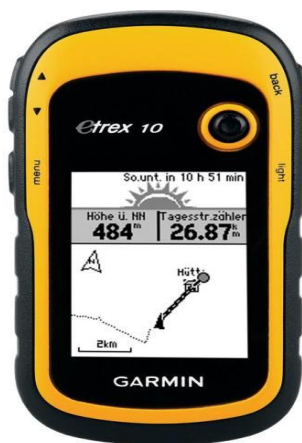 back
menu
light
etrex 10
So.unt. in 10 h 51 min
Höhe ü. NN
Tagesstr.zähler
484m
26.87km
N
Hütt
2km
GARMIN